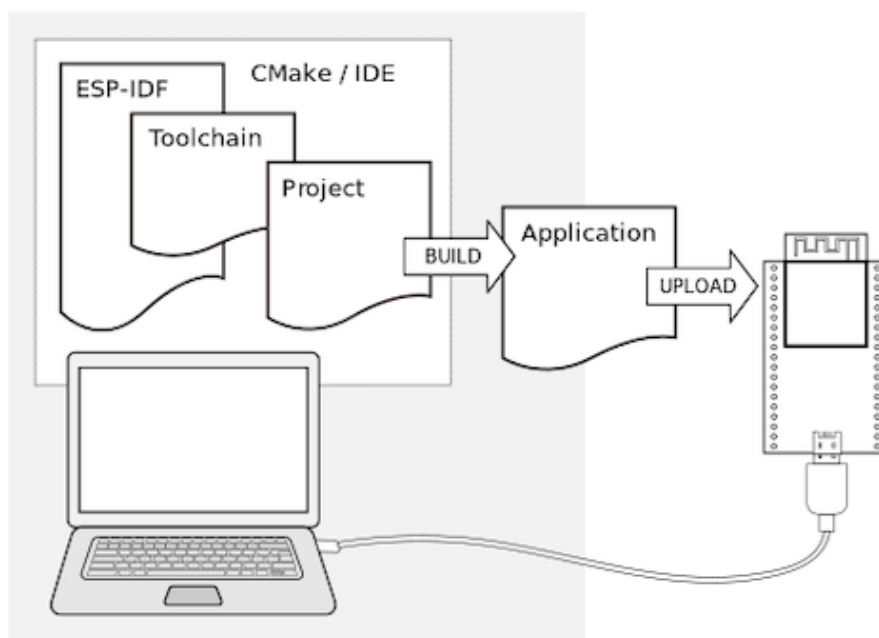 ESP-IDF
CMake / IDE
Toolchain
Project
BUILD
Application
UPLOAD